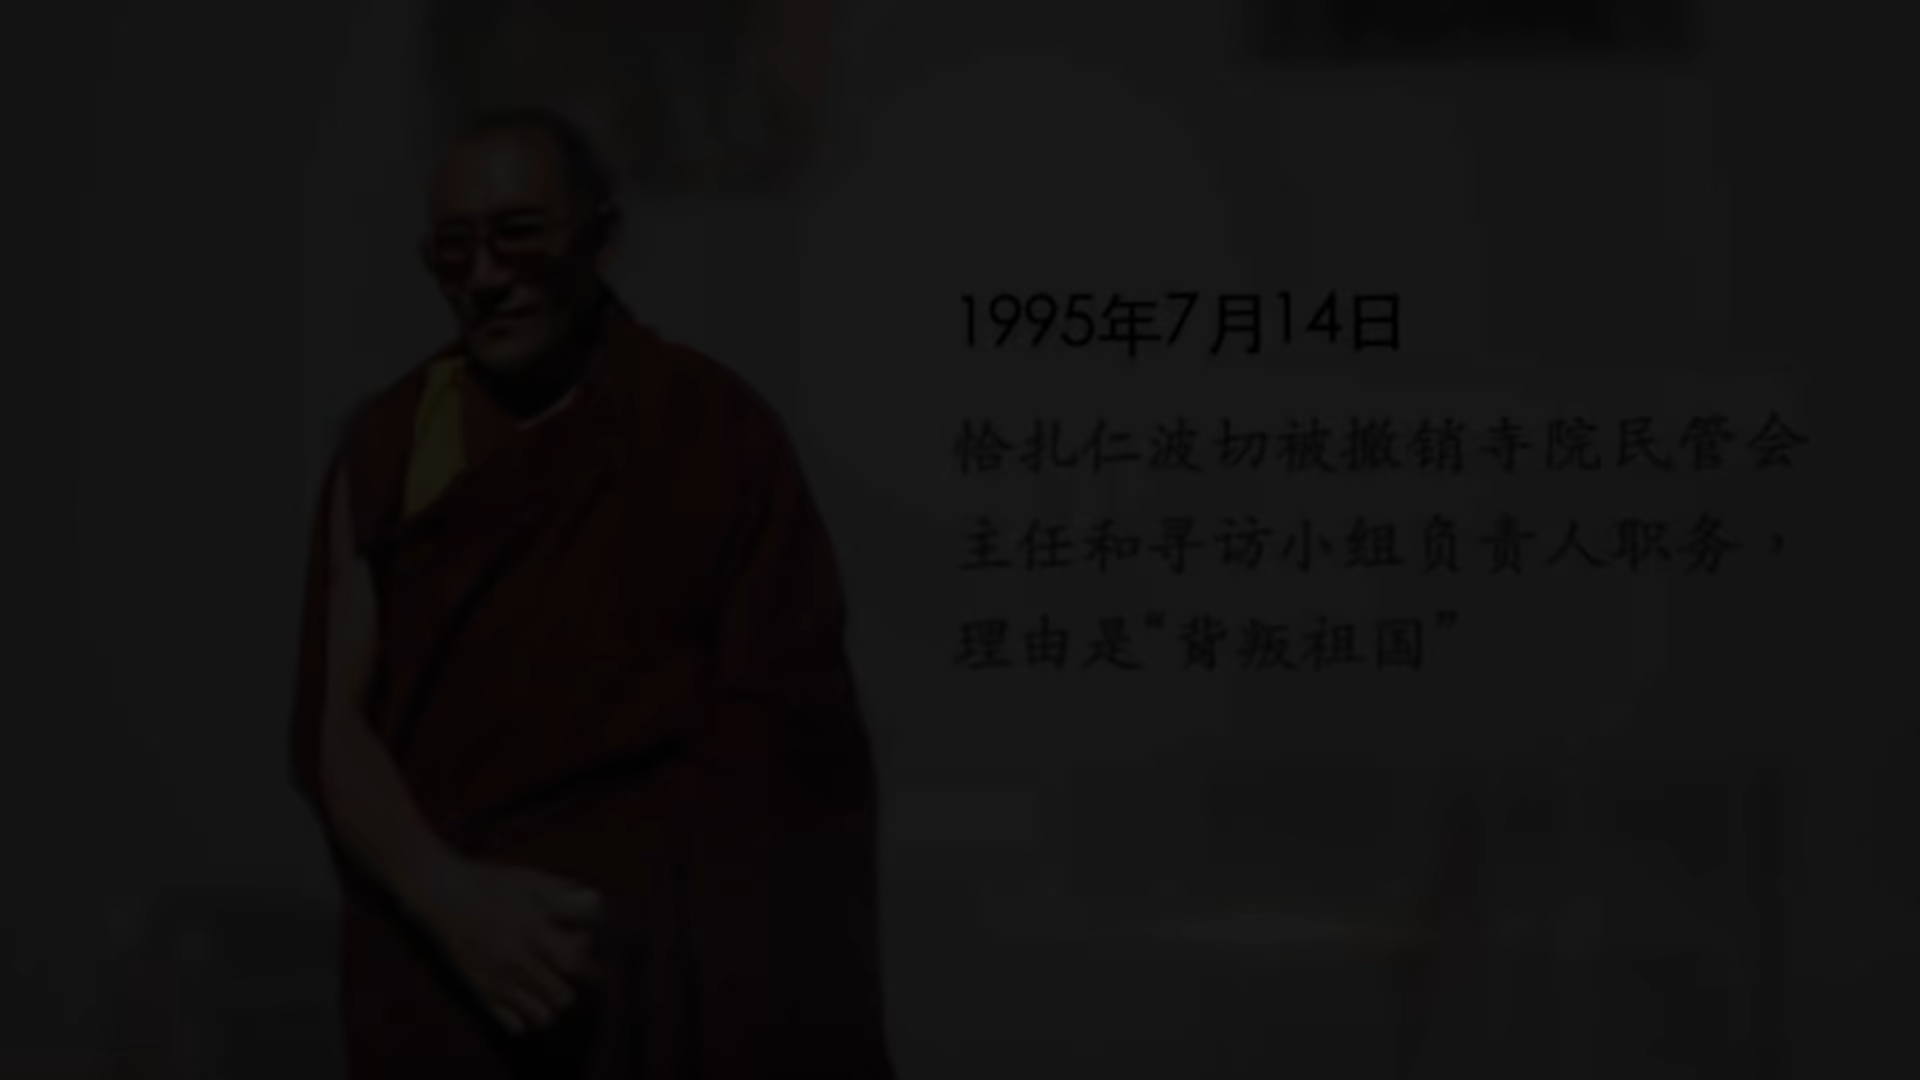 1995年7月14日
恰扎仁波切被撤销寺院民管会
主任和寻访小组负责人职务，
理由是“背叛祖国”